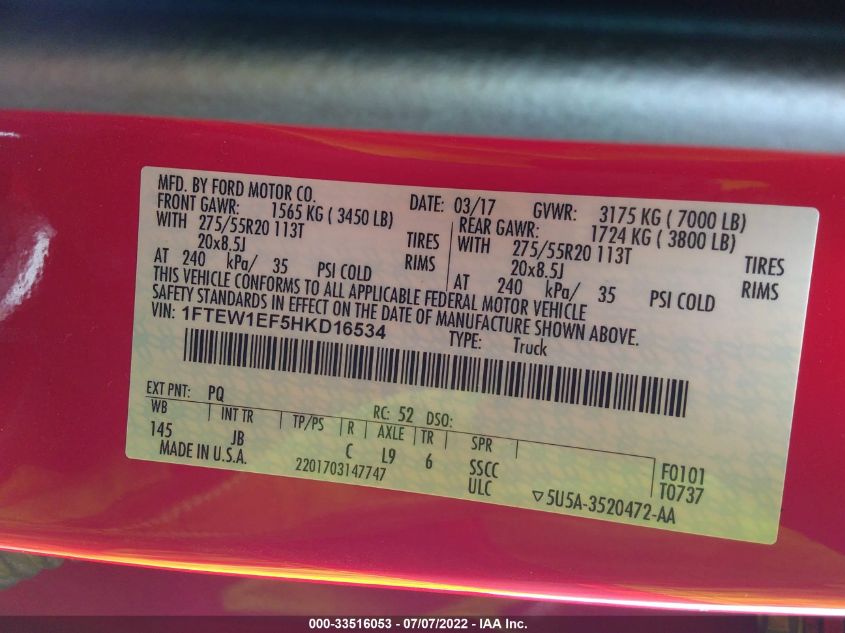 MFD. BY FORD MOTOR CO.
DATE: 03/17 GVWR: 3175 KG ( 7000 LB)
FRONT GAWR: 1565 KG ( 3450 LB) REAR GAWR: 1724 KG ( 3800 LB)
WITH 275/55R20 113T TIRES WITH 275/55R20 113T TIRES
20x8.5J RIMS 20x8.5J RIMS
AT 240 kPa/ 35 PSI COLD AT 240 kPa/ 35 PSI COLD
THIS VEHICLE CONFORMS TO ALL APPLICABLE FEDERAL MOTOR VEHICLE
SAFETY STANDARDS IN EFFECT ON THE DATE OF MANUFACTURE SHOWN ABOVE.
VIN: 1FTEW1EF5HKD16534 TYPE: Truck
EXT PNT: PQ RC: 52 DSO:
WB INT TR TP/PS R AXLE TR SPR
145 JB C L9 6 SSCC F0101
MADE IN U.S.A. 2201703147747 ULC T0737
▽5U5A-3520472-AA
000-33516053 - 07/07/2022 - IAA Inc.